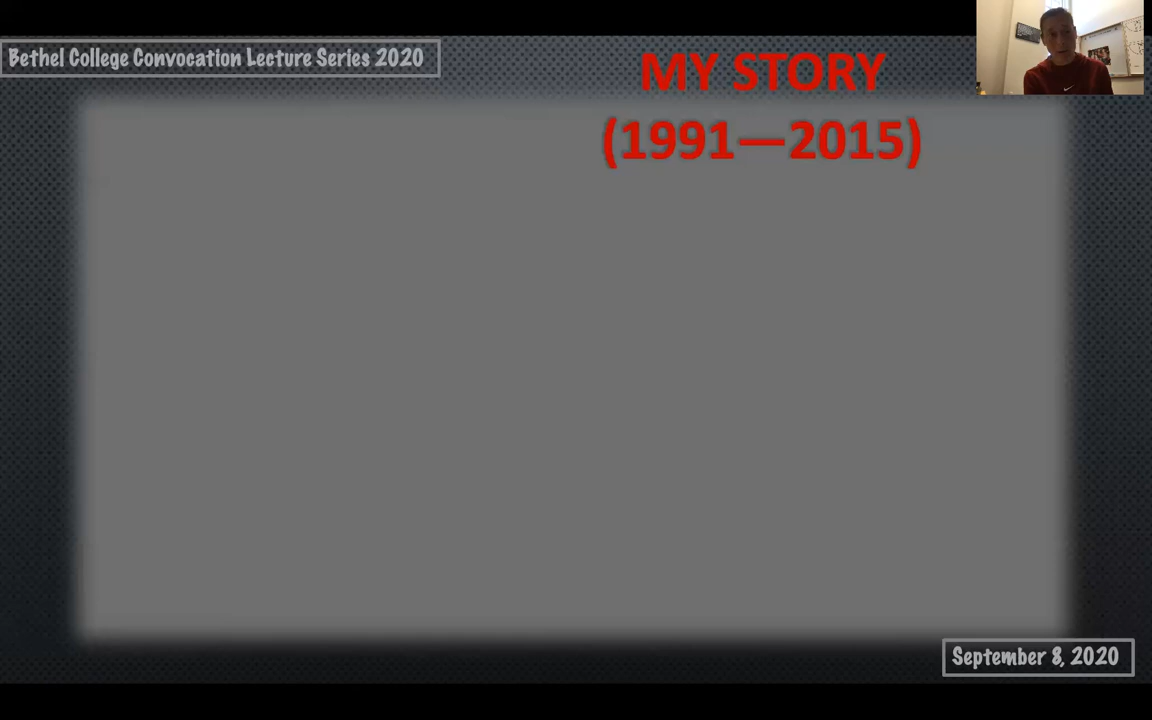 Bethel College Convocation Lecture Series 2020
MY STORY
(1991—2015)
September 8, 2020